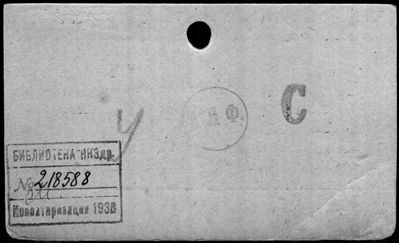 С
у
Ф.
БИБЛИОТЕКА НКЗдр.
№ 218588
Инвентаризация 1938